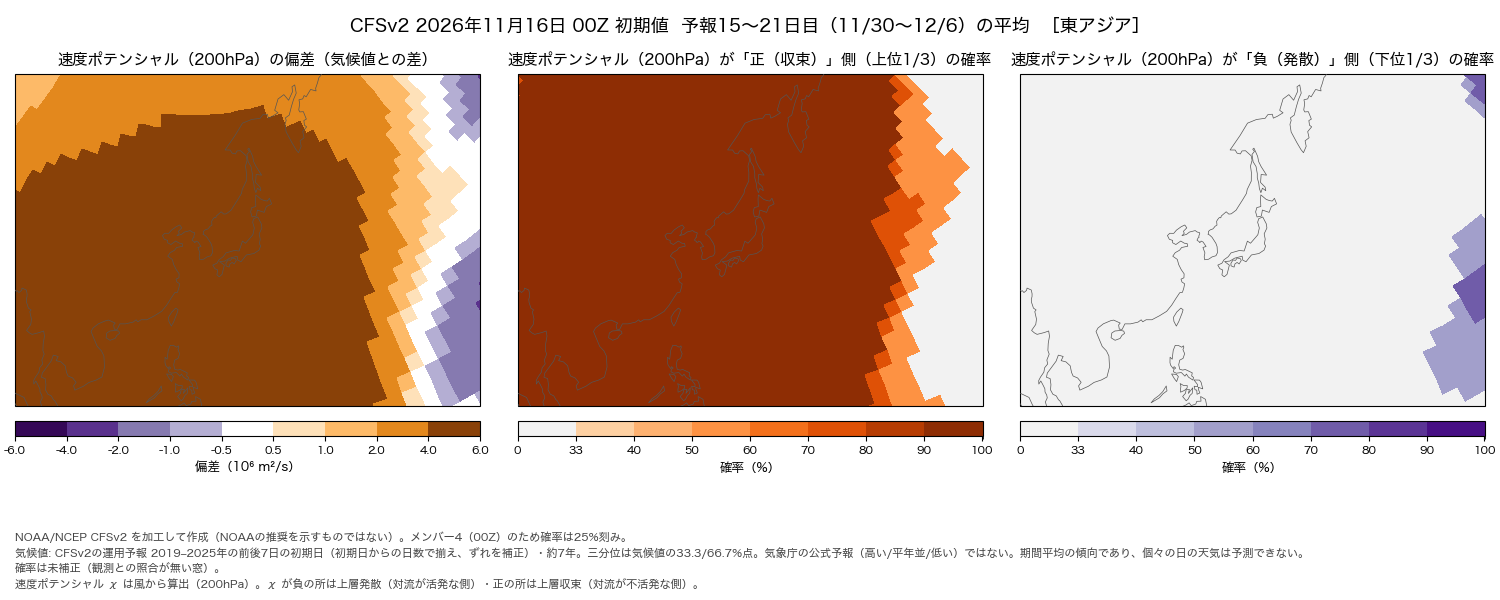 CFSv2 2026年11月16日 00Z 初期値 予報15～21日目（11/30～12/6）の平均 ［東アジア］
速度ポテンシャル（200hPa）の偏差（気候値との差）
速度ポテンシャル（200hPa）が「正（収束）」側（上位1/3）の確率
速度ポテンシャル（200hPa）が「負（発散）」側（下位1/3）の確率
-6.0 -4.0 -2.0 -1.0 -0.5 0.5 1.0 2.0 4.0 6.0
偏差（10⁶ m²/s）
0 33 40 50 60 70 80 90 100
確率（%）
0 33 40 50 60 70 80 90 100
確率（%）
NOAA/NCEP CFSv2 を加工して作成（NOAAの推奨を示すものではない）。メンバー4（00Z）のため確率は25%刻み。
気候値: CFSv2の運用予報 2019–2025年の前後7日の初期日（初期日からの日数で揃え、ずれを補正）・約7年。三分位は気候値の33.3/66.7%点。気象庁の公式予報（高い/平年並/低い）ではない。期間平均の傾向であり、個々の日の天気は予測できない。
確率は未補正（観測との照合が無い窓）。
速度ポテンシャル χ は風から算出（200hPa）。χ が負の所は上層発散（対流が活発な側）・正の所は上層収束（対流が不活発な側）。